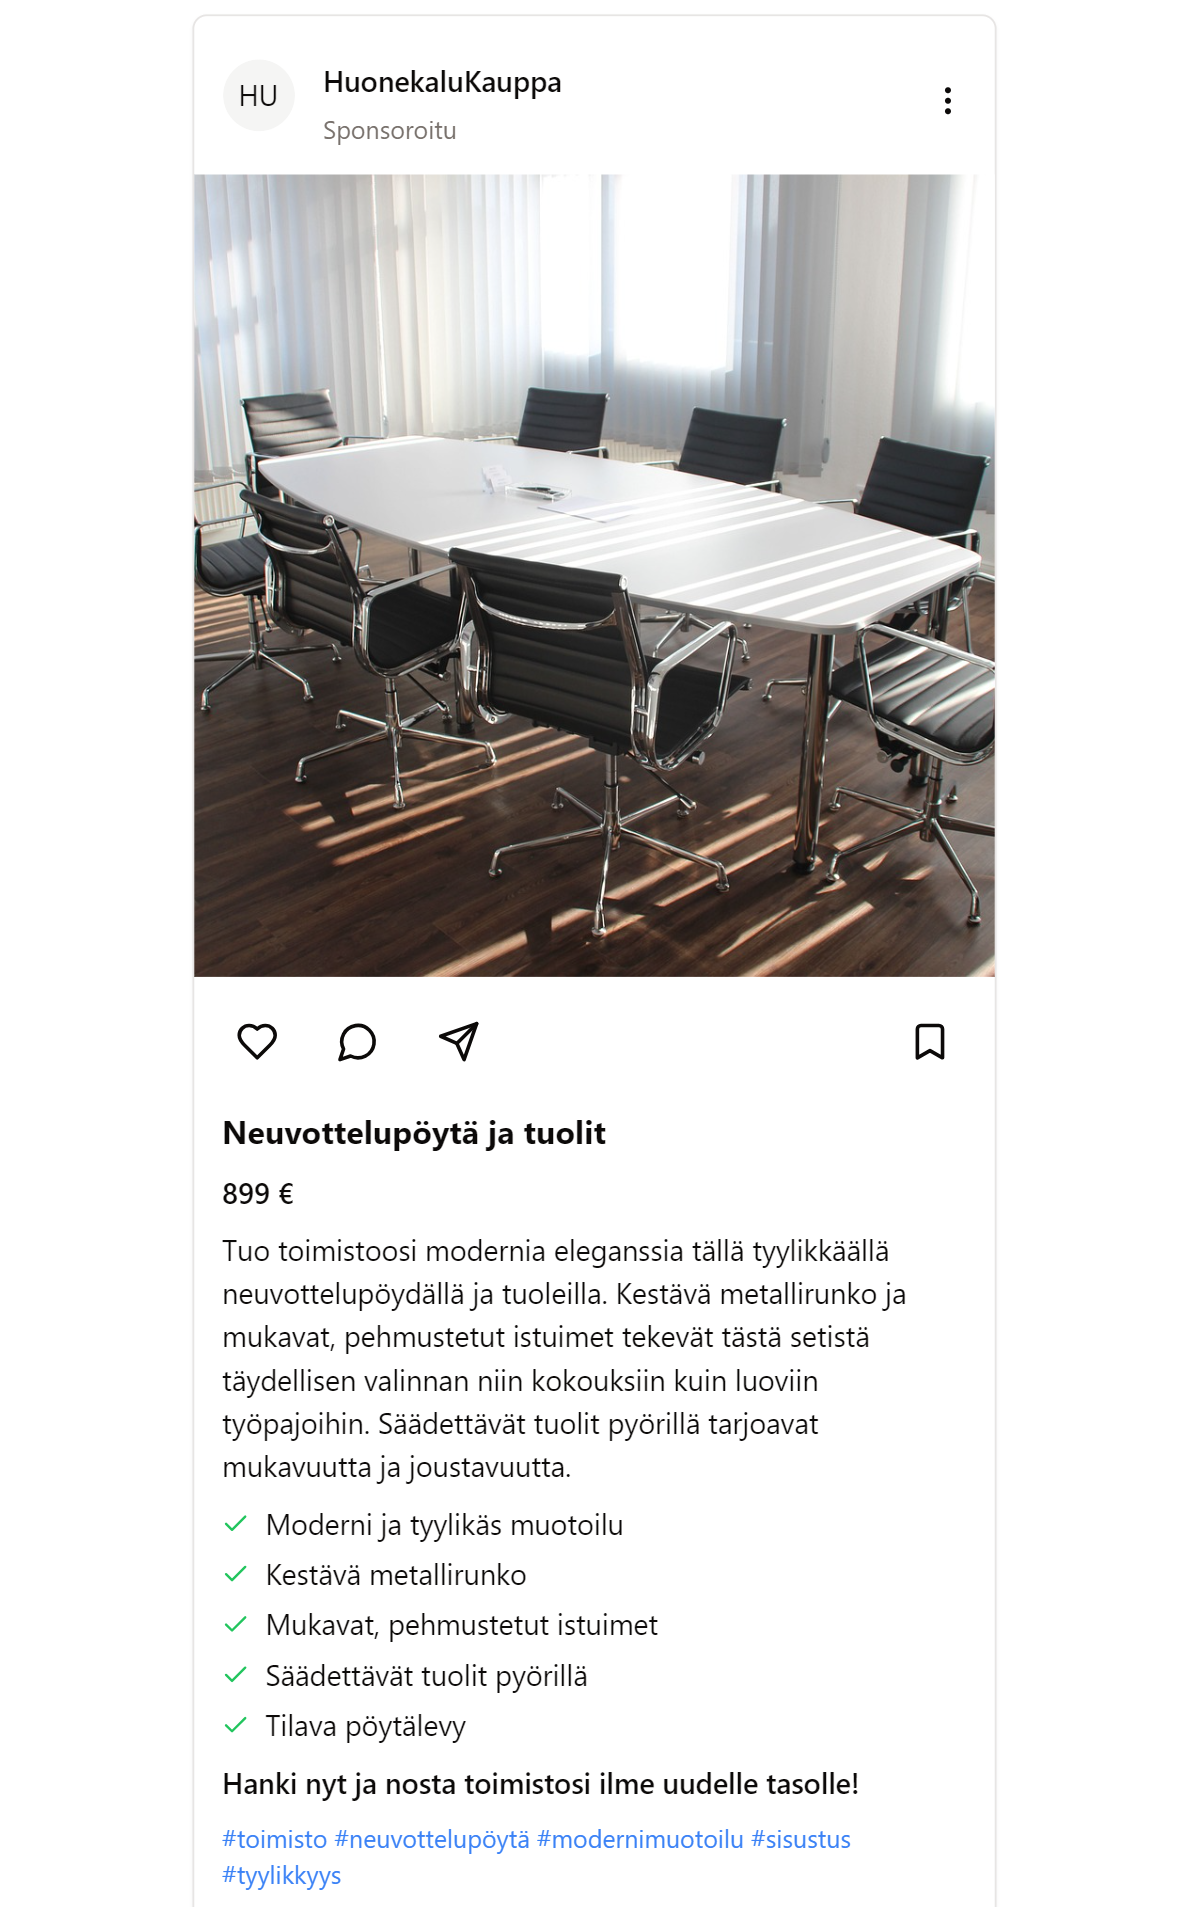 HU
HuonekaluKauppa
Sponsoroitu
Neuvottelupöytä ja tuolit
899 €
Tuo toimistoosi modernia eleganssia tällä tyylikkäällä
neuvottelupöydällä ja tuoleilla. Kestävä metallirunko ja
mukavat, pehmustetut istuimet tekevät tästä setistä
täydellisen valinnan niin kokouksiin kuin luoviin
työpajoihin. Säädettävät tuolit pyörillä tarjoavat
mukavuutta ja joustavuutta.
Moderni ja tyylikäs muotoilu
Kestävä metallirunko
Mukavat, pehmustetut istuimet
Säädettävät tuolit pyörillä
Tilava pöytälevy
Hanki nyt ja nosta toimistosi ilme uudelle tasolle!
#toimisto #neuvottelupöytä #modernimuotoilu #sisustus
#tyylikkyys